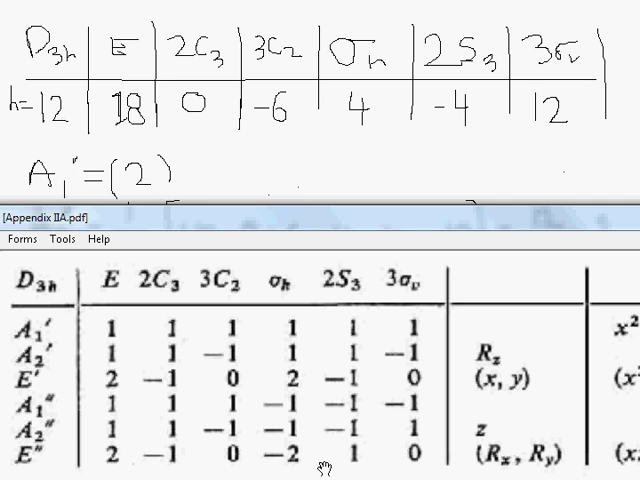 D3h E 2C3 3C2 σh 2S3 3σv
h=12 18 0 -6 4 -4 12
A1' = (2)
[Appendix IIA.pdf]
Forms Tools Help
D3h E 2C3 3C2 σh 2S3 3σv
A1' 1 1 1 1 1 1 x2
A2' 1 1 -1 1 1 -1 Rz
E' 2 -1 0 2 -1 0 (x, y) (x
A1" 1 1 1 -1 -1 -1
A2" 1 1 -1 -1 -1 1 z
E" 2 -1 0 -2 1 0 (Rx, Ry) (x